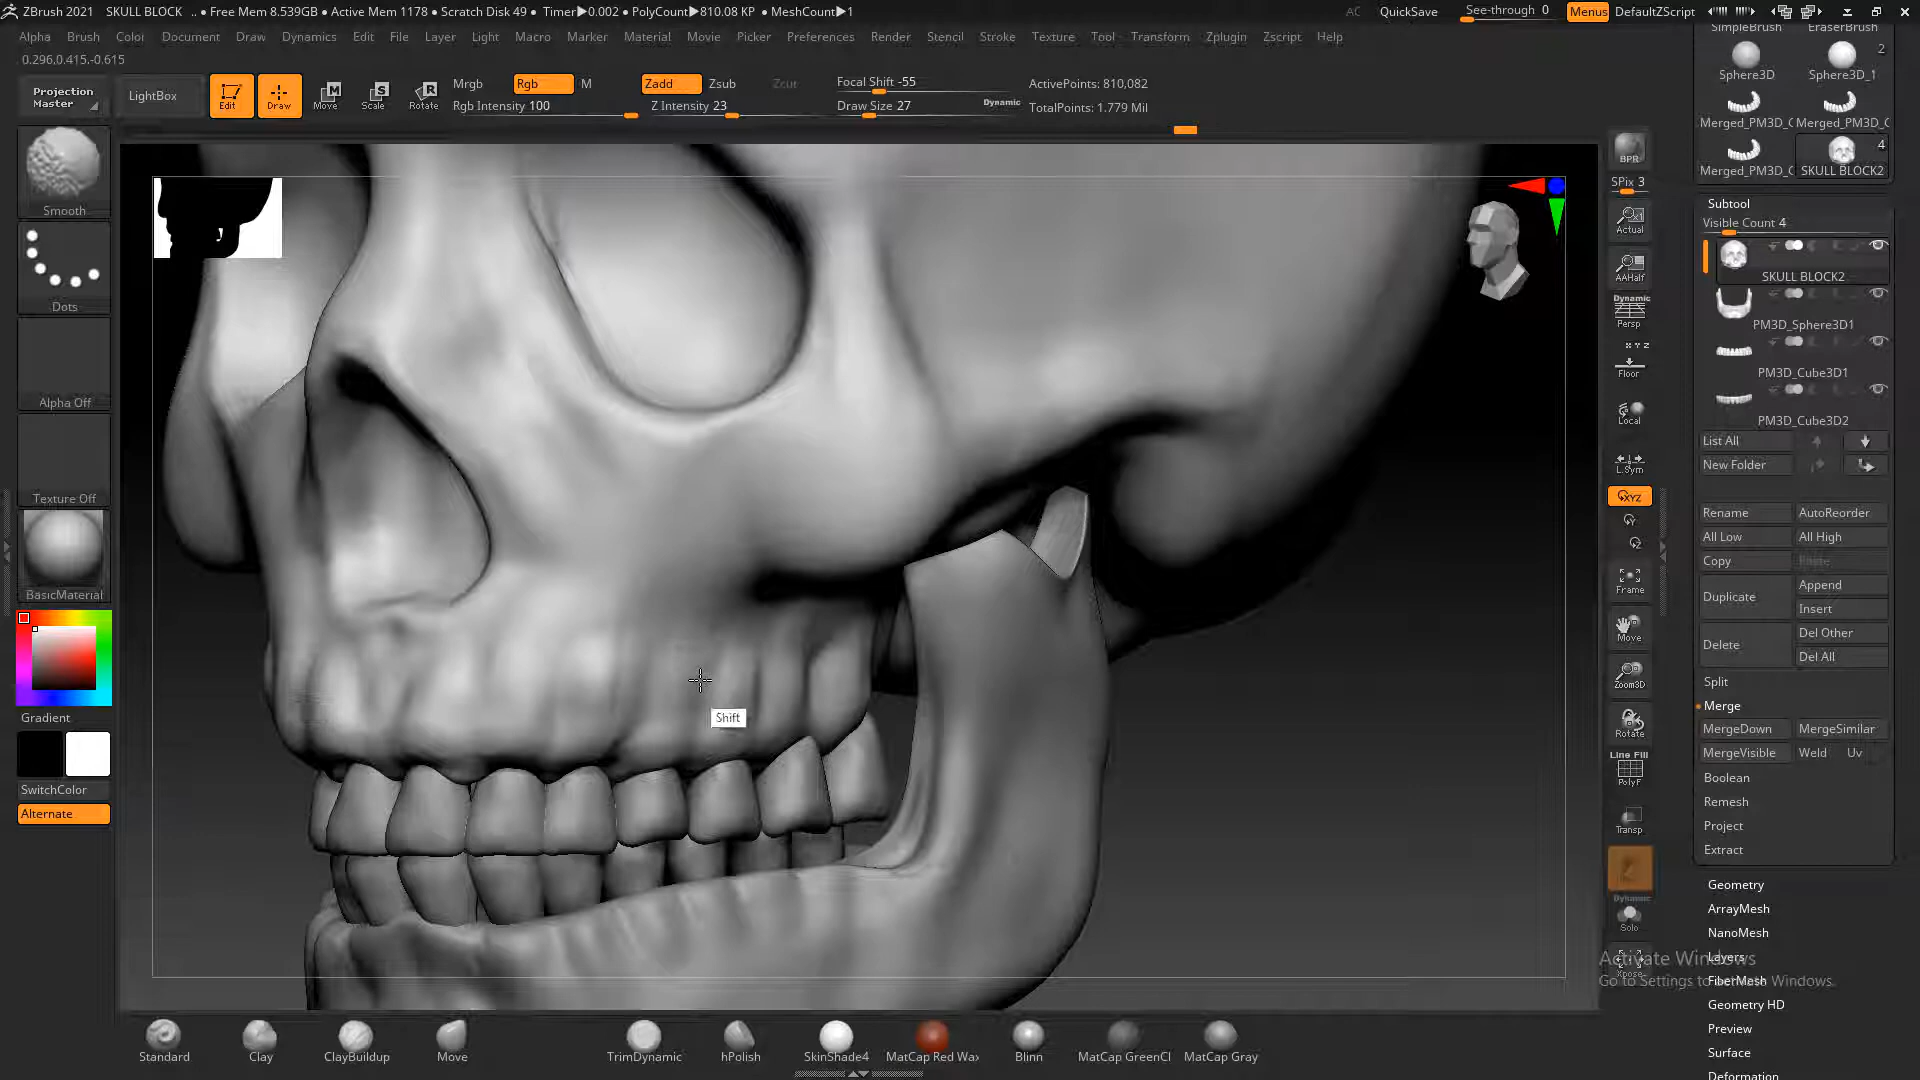 ZBrush 2021 SKULL BLOCK .. ● Free Mem 8.539GB ● Active Mem 1178 ● Scratch Disk 49 ● Timer▶0.002 ● PolyCount▶810.08 KP ● MeshCount▶1 AC QuickSave See-through 0 Menus DefaultZScript
Alpha Brush Color Document Draw Dynamics Edit File Layer Light Macro Marker Material Movie Picker Preferences Render Stencil Stroke Texture Tool Transform Zplugin Zscript Help
0.296,0.415,-0.615
Projection Master
LightBox
Edit
Draw
Move
Scale
Rotate
Mrgb Rgb M
Rgb Intensity 100
Zadd Zsub Zcut
Z Intensity 23
Focal Shift -55
Draw Size 27
Dynamic
ActivePoints: 810,082
TotalPoints: 1.779 Mil
Smooth
Dots
Alpha Off
Texture Off
BasicMaterial
Gradient
SwitchColor
Alternate
Shift
BPR
SPix 3
Actual
AAHalf
Dynamic
Persp
X Y Z
Floor
Local
L.Sym
XYZ
Frame
Move
Zoom3D
Rotate
Line Fill
PolyF
Transp
Dynamic
Solo
Xpose
SimpleBrush EraserBrush
2
Sphere3D Sphere3D_1
Merged_PM3D_C Merged_PM3D_C
4
Merged_PM3D_C SKULL BLOCK2
Subtool
Visible Count 4
SKULL BLOCK2
PM3D_Sphere3D1
PM3D_Cube3D1
PM3D_Cube3D2
List All
New Folder
Rename AutoReorder
All Low All High
Copy Paste
Duplicate Append
Insert
Delete Del Other
Del All
Split
Merge
MergeDown MergeSimilar
MergeVisible Weld Uv
Boolean
Remesh
Project
Extract
Geometry
ArrayMesh
NanoMesh
Layers
FiberMesh
Geometry HD
Preview
Surface
Deformation
Activate Windows
Go to Settings to activate Windows.
Standard Clay ClayBuildup Move TrimDynamic hPolish SkinShade4 MatCap Red Wax Blinn MatCap GreenCl MatCap Gray